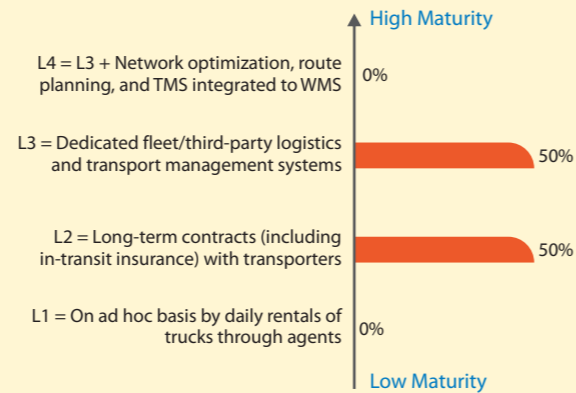 High Maturity
L4 = L3 + Network optimization, route
planning, and TMS integrated to WMS
0%
L3 = Dedicated fleet/third-party logistics
and transport management systems
50%
L2 = Long-term contracts (including
in-transit insurance) with transporters
50%
L1 = On ad hoc basis by daily rentals of
trucks through agents
0%
Low Maturity